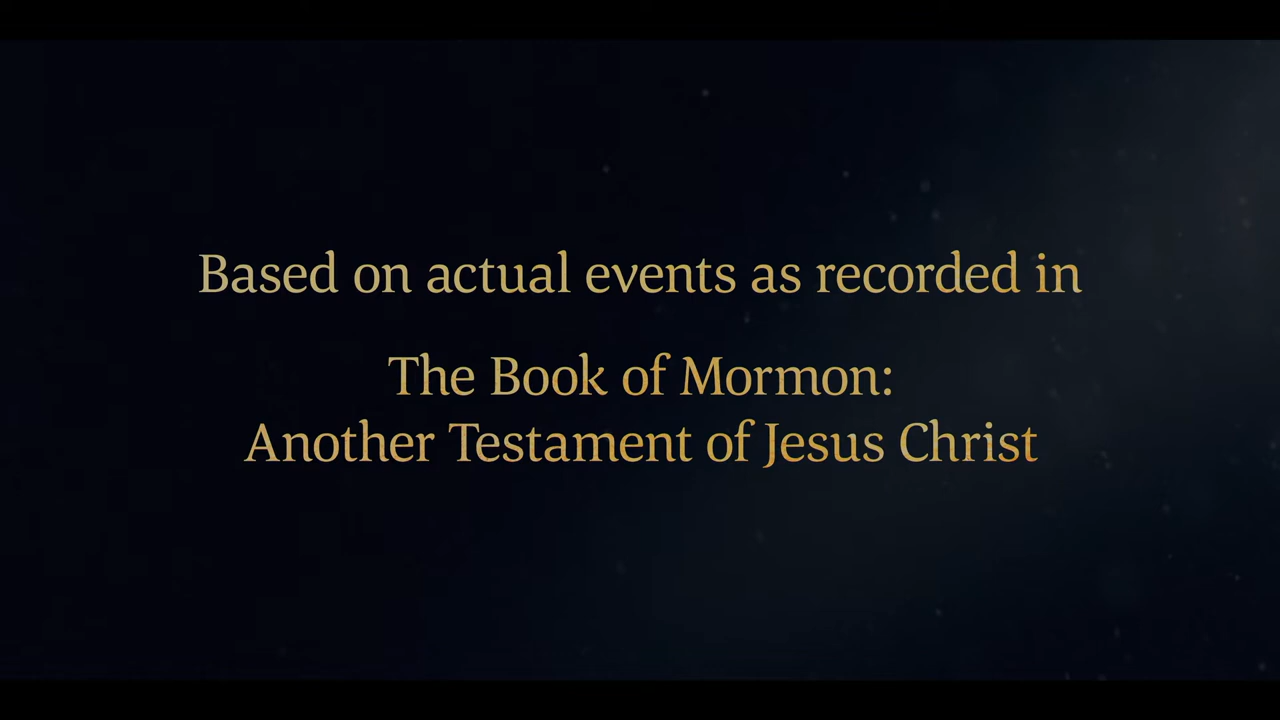 Based on actual events as recorded in
The Book of Mormon:
Another Testament of Jesus Christ